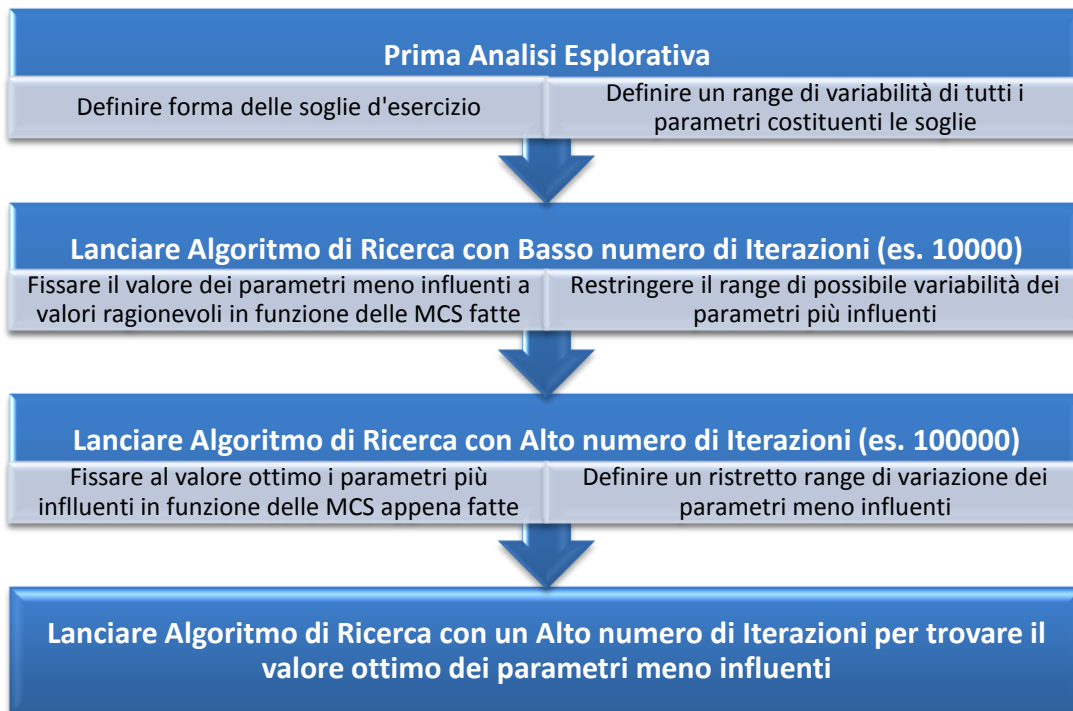 Prima Analisi Esplorativa
Definire forma delle soglie d'esercizio
Definire un range di variabilità di tutti i
parametri costituenti le soglie
Lanciare Algoritmo di Ricerca con Basso numero di Iterazioni (es. 10000)
Fissare il valore dei parametri meno influenti a
valori ragionevoli in funzione delle MCS fatte
Restringere il range di possibile variabilità dei
parametri più influenti
Lanciare Algoritmo di Ricerca con Alto numero di Iterazioni (es. 100000)
Fissare al valore ottimo i parametri più
inflluenti in funzione delle MCS appena fatte
Definire un ristretto range di variazione dei
parametri meno influenti
Lanciare Algoritmo di Ricerca con un Alto numero di Iterazioni per trovare il
valore ottimo dei parametri meno influenti